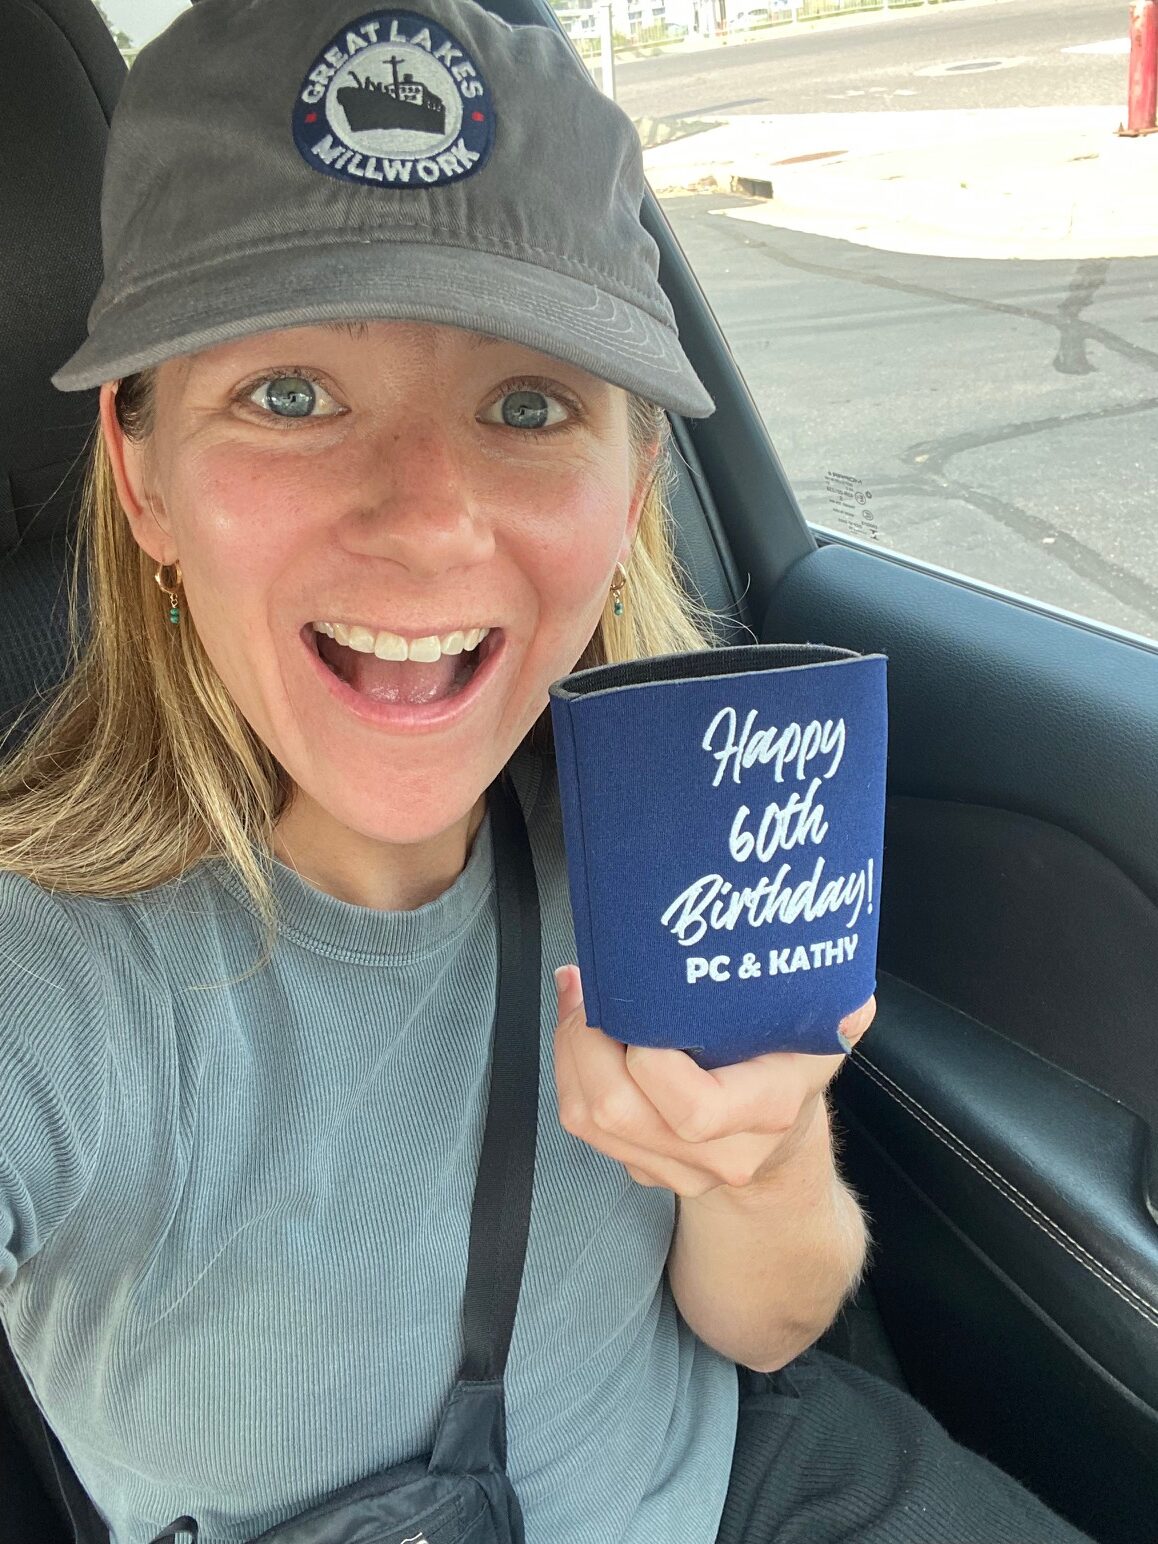 GREAT LAKES
MILLWORK
Happy
60th
Birthday!
PC & KATHY